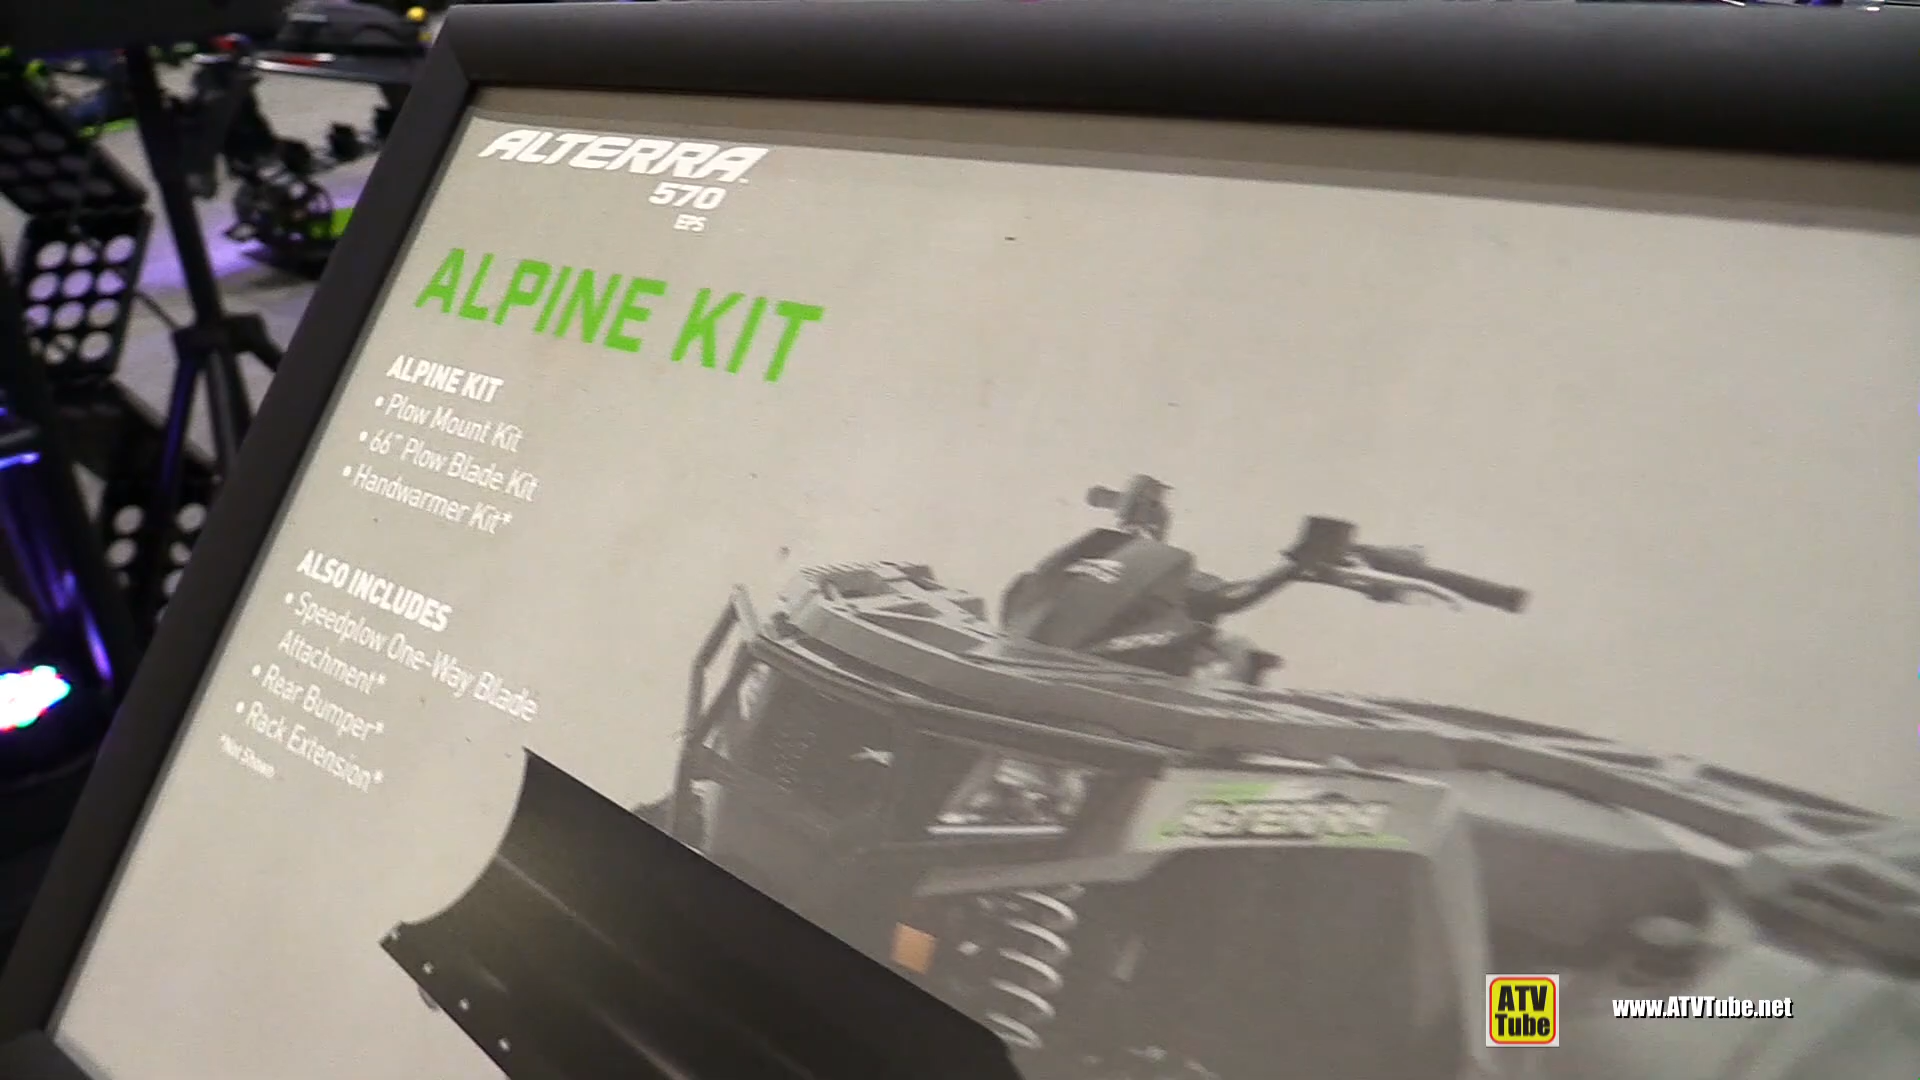 ALTERRA
570
EPS
ALPINE KIT
ALPINE KIT
• Plow Mount Kit
• 66" Plow Blade Kit
• Handwarmer Kit*
ALSO INCLUDES
• Speedplow One-Way Blade
Attachment*
• Rear Bumper*
• Rack Extension*
*Not Shown
ALTERRA
ATV
Tube
www.ATVTube.net